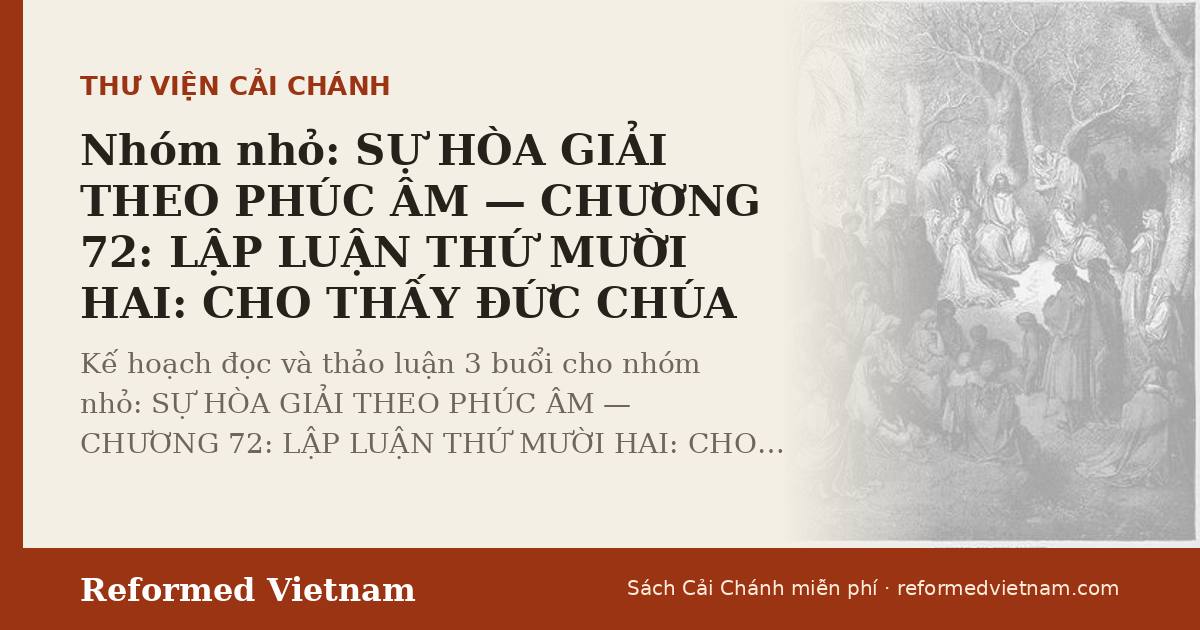 THƯ VIỆN CẢI CHÁNH
Nhóm nhỏ: SỰ HÒA GIẢI
THEO PHÚC ÂM — CHƯƠNG
72: LẬP LUẬN THỨ MƯỜI
HAI: CHO THẤY ĐỨC CHÚA
Kế hoạch đọc và thảo luận 3 buổi cho nhóm
nhỏ: SỰ HÒA GIẢI THEO PHÚC ÂM —
CHƯƠNG 72: LẬP LUẬN THỨ MƯỜI HAI: CHO...
Reformed Vietnam
Sách Cải Chánh miễn phí · reformedvietnam.com